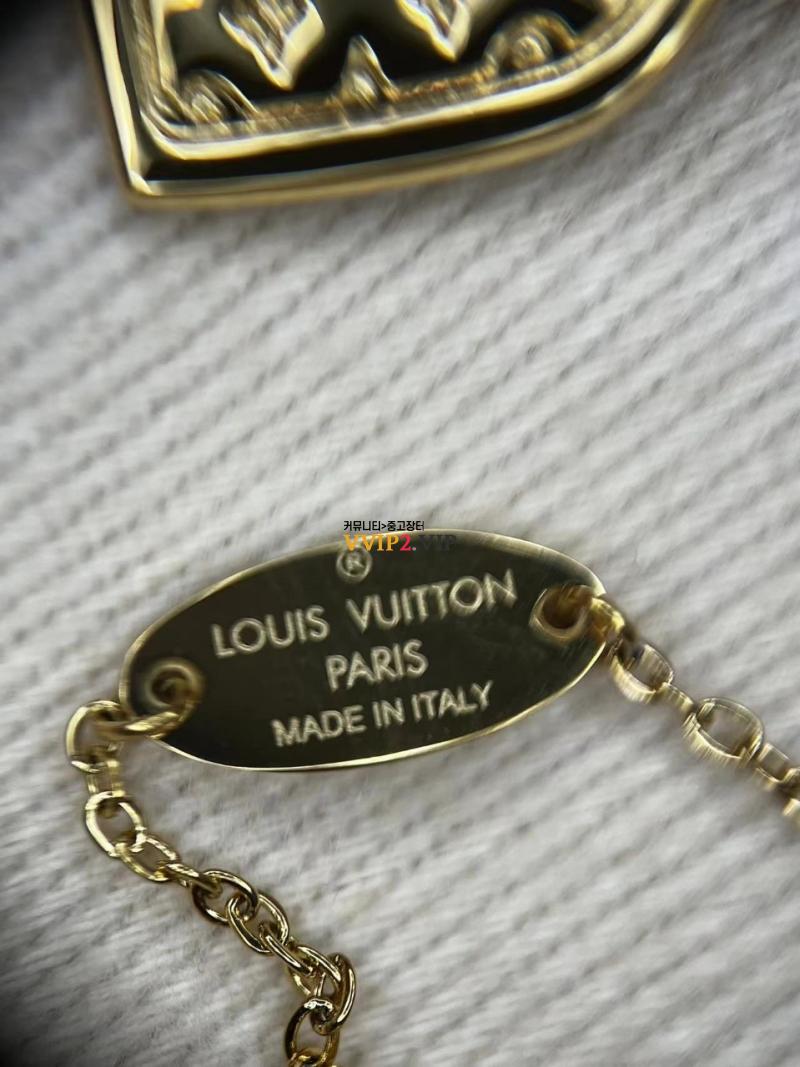 커뮤니티>중고장터
VVIP2.VIP
®
LOUIS VUITTON
PARIS
MADE IN ITALY